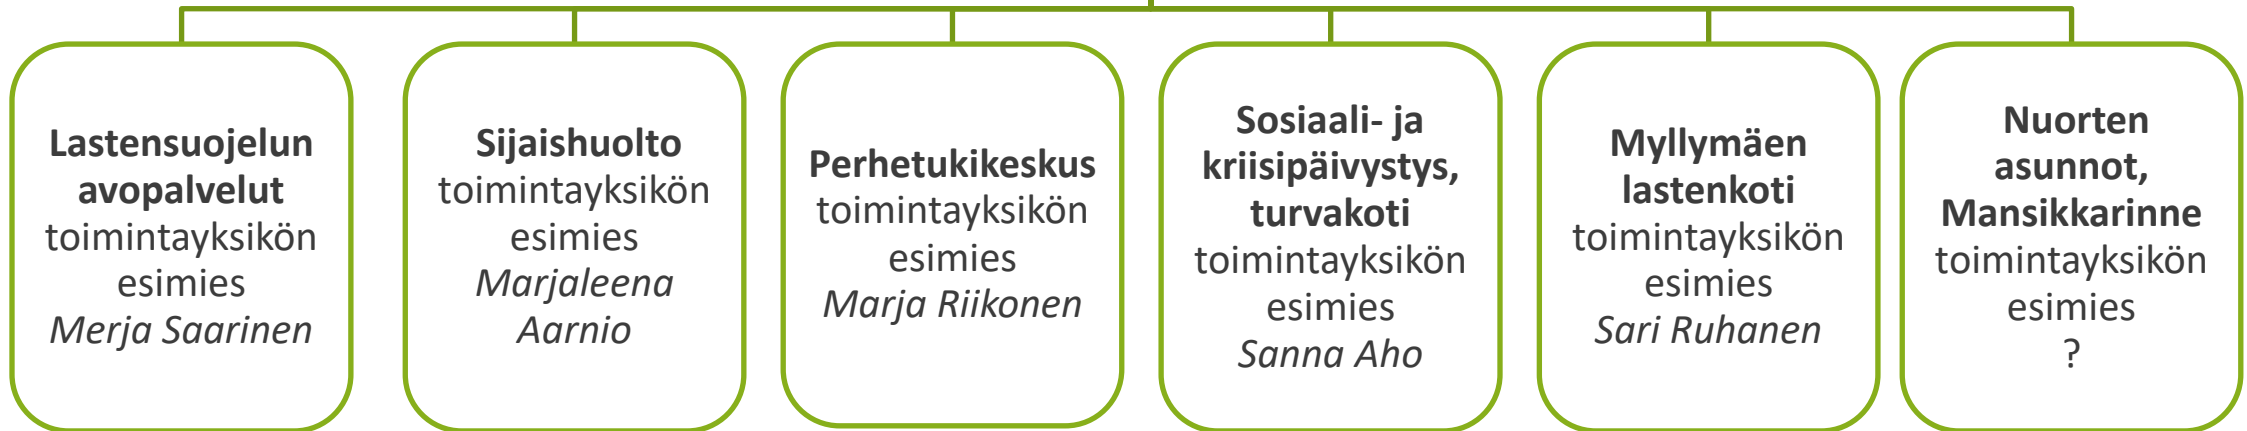 Lastensuojelun
avopalvelut
toimintayksikön
esimies
Merja Saarinen
Sijaishuolto
toimintayksikön
esimies
Marjaleena
Aarnio
Perhetukikeskus
toimintayksikön
esimies
Marja Riikonen
Sosiaali- ja
kriisipäivystys,
turvakoti
toimintayksikön
esimies
Sanna Aho
Myllymäen
lastenkoti
toimintayksikön
esimies
Sari Ruhanen
Nuorten
asunnot,
Mansikkarinne
toimintayksikön
esimies
?